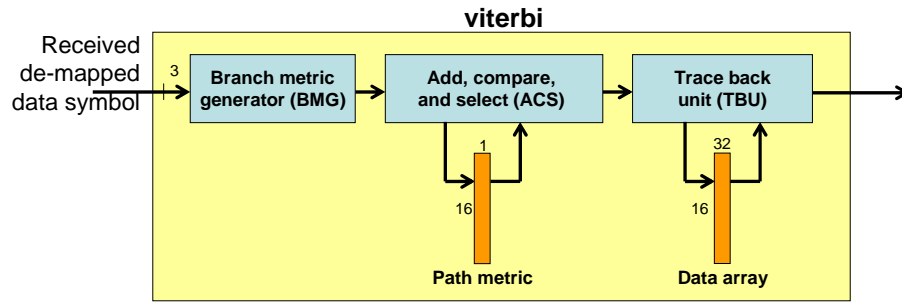 viterbi
Received
de-mapped
data symbol
3
Branch metric
generator (BMG)
Add, compare,
and select (ACS)
Trace back
unit (TBU)
1
16
Path metric
32
16
Data array